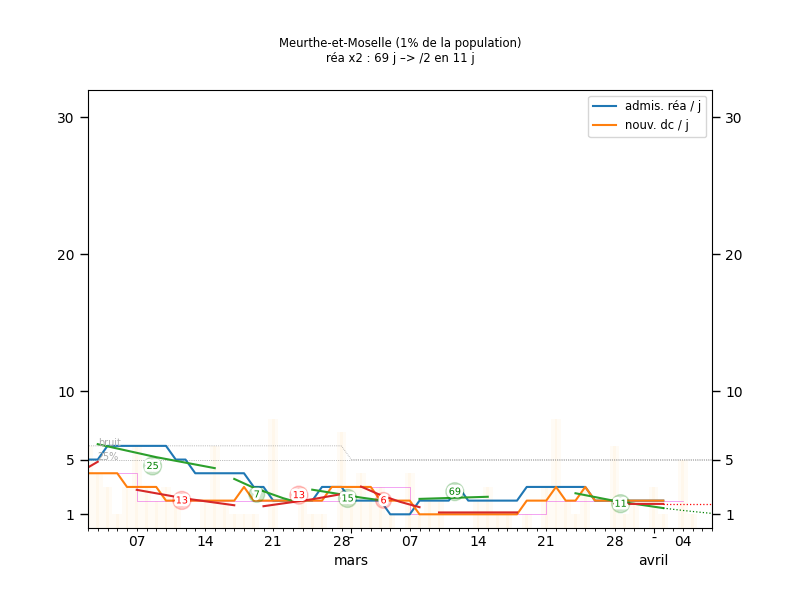 Meurthe-et-Moselle (1% de la population)
réa x2 : 69 j –> /2 en 11 j
admis. réa / j
nouv. dc / j
30 30
20 20
10 10
5 5
1 1
bruit
25%
25
13
7
13
15
6
69
11
07 14 21 28 07 14 21 28 04
mars avril